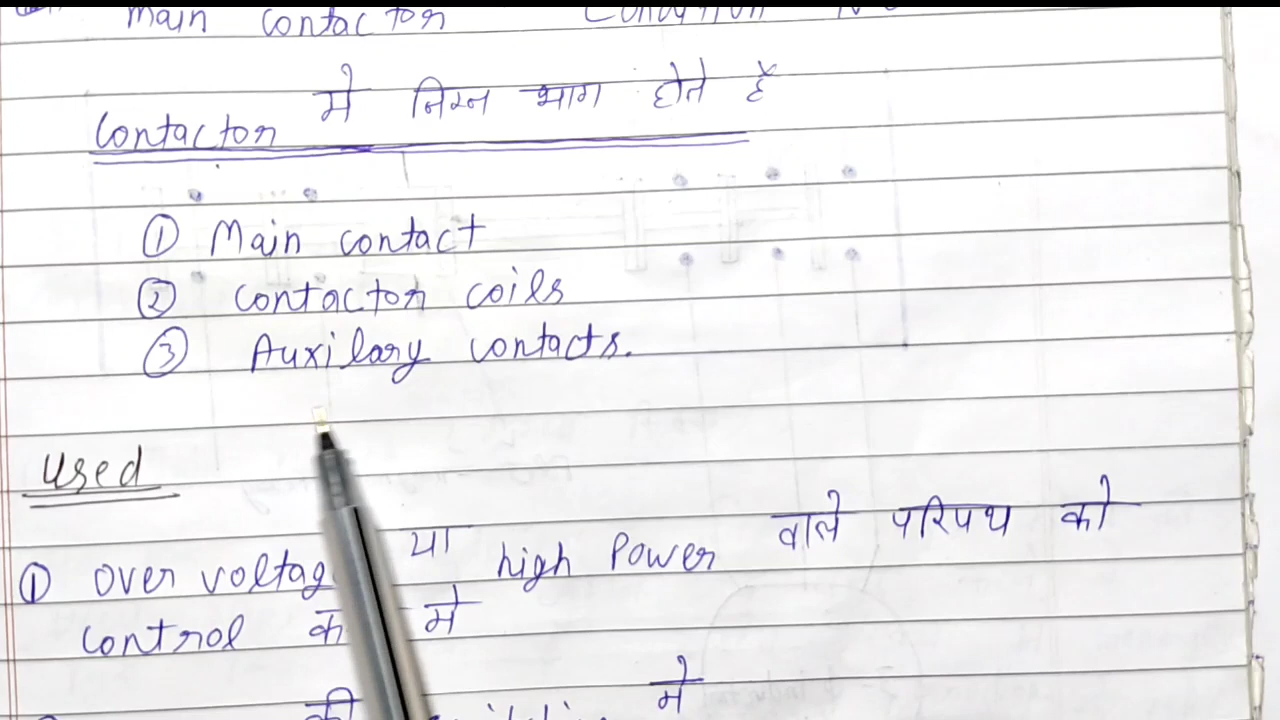 Main contactor
Contactor में निम्न भाग होते हैं
① Main contact
② contactor coils
③ Auxilary contacts.
Used
① over voltage या high Power वाले परिपथ को
control में
की में